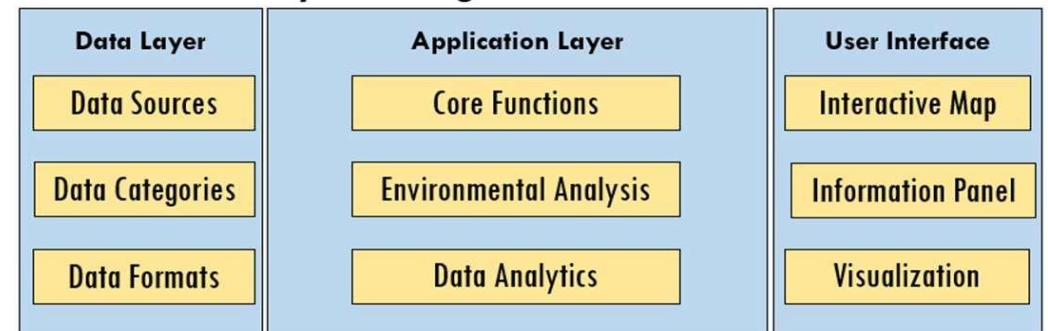 Data Layer
Data Sources
Data Categories
Data Formats
Application Layer
Core Functions
Environmental Analysis
Data Analytics
User Interface
Interactive Map
Information Panel
Visualization